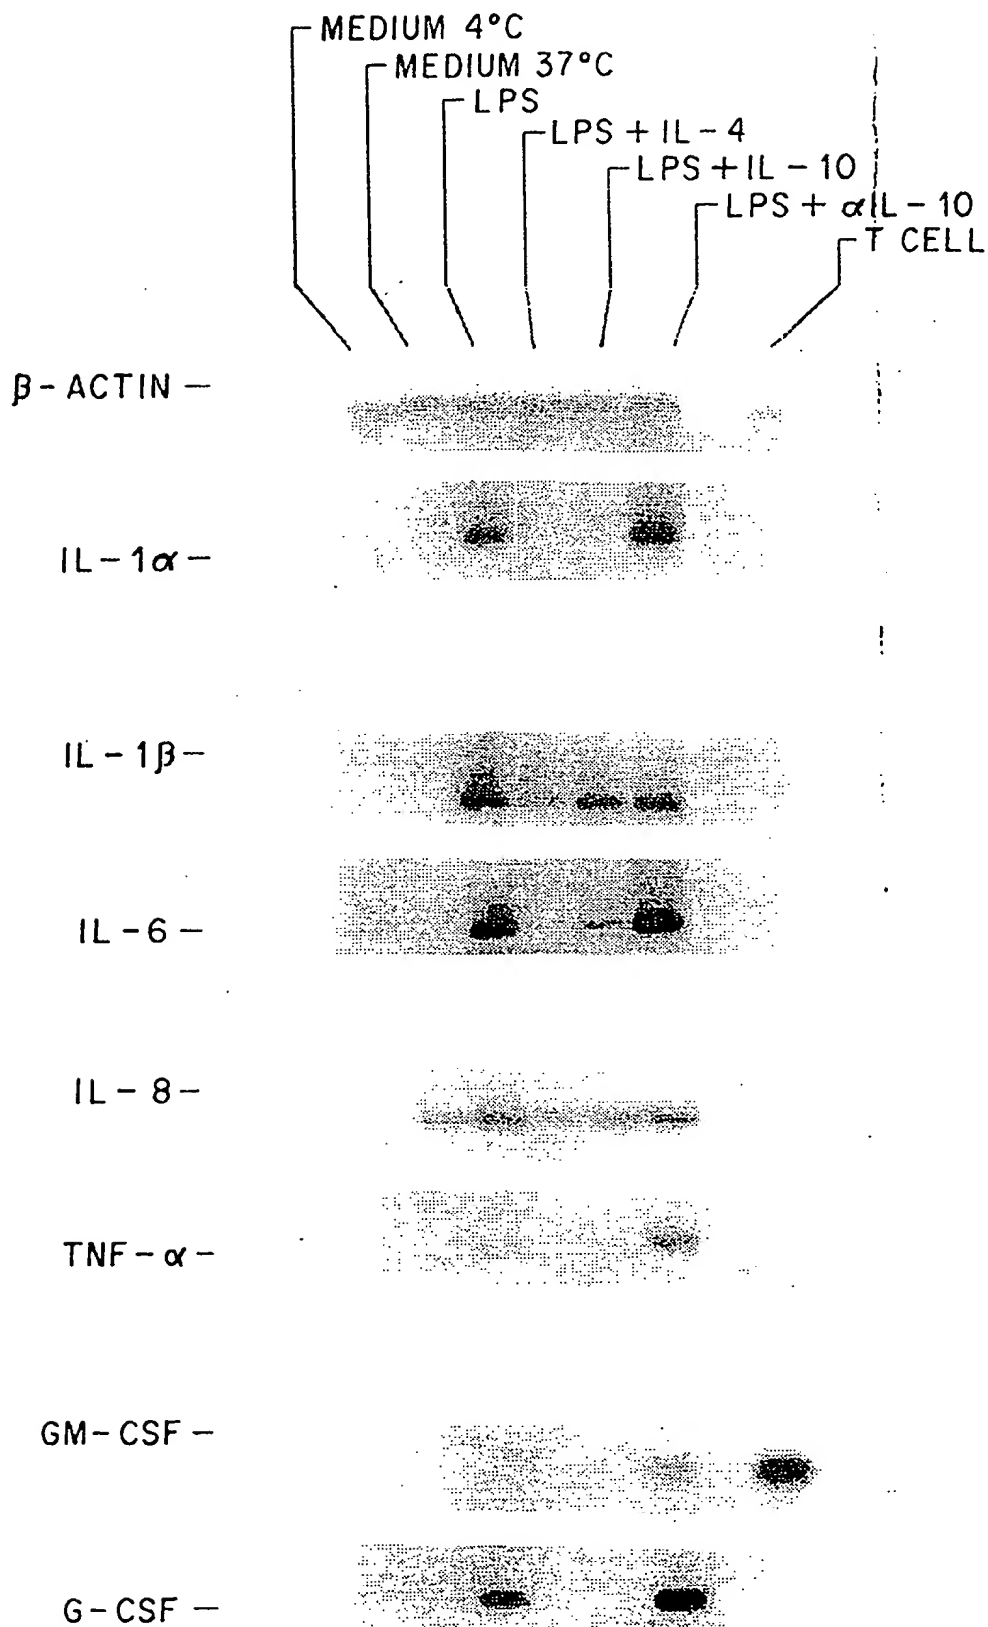 MEDIUM 4°C
MEDIUM 37°C
LPS
LPS + IL-4
LPS + IL-10
LPS + αIL-10
T CELL
β-ACTIN
IL-1α
IL-1β
IL-6
IL-8
TNF-α
GM-CSF
G-CSF